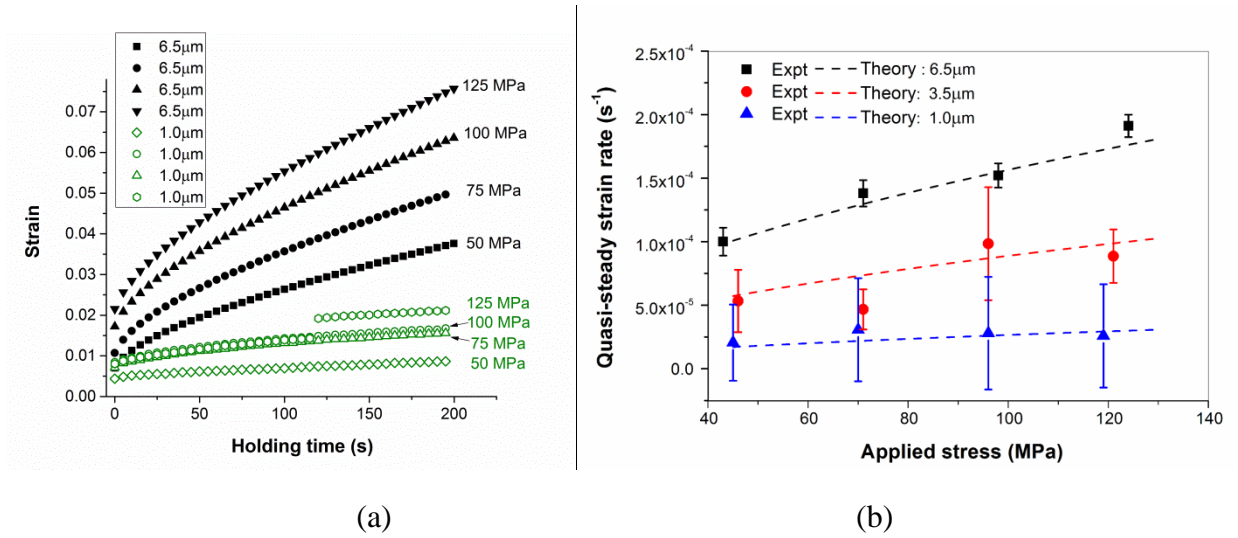 6.5μm
6.5μm
6.5μm
6.5μm
1.0μm
1.0μm
1.0μm
1.0μm
125 MPa
100 MPa
75 MPa
50 MPa
125 MPa
100 MPa
75 MPa
50 MPa
0.07
0.06
0.05
0.04
0.03
0.02
0.01
0.00
Strain
0 50 100 150 200
Holding time (s)
(a)
2.5x10⁻⁴
2.0x10⁻⁴
1.5x10⁻⁴
1.0x10⁻⁴
5.0x10⁻⁵
0.0
Quasi-steady strain rate (s⁻¹)
Expt Theory : 6.5μm
Expt Theory: 3.5μm
Expt Theory: 1.0μm
40 60 80 100 120 140
Applied stress (MPa)
(b)